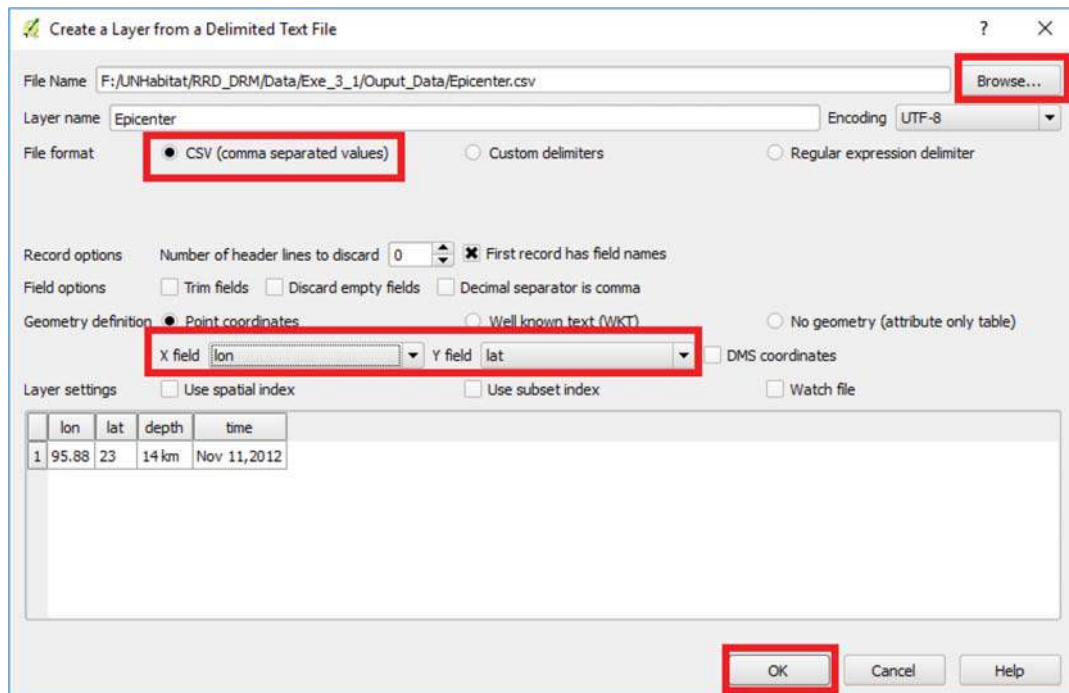 Create a Layer from a Delimited Text File ? X
File Name F:/UNHabitat/RRD_DRM/Data/Exe_3_1/Ouput_Data/Epicenter.csv Browse...
Layer name Epicenter Encoding UTF-8
File format CSV (comma separated values) Custom delimiters Regular expression delimiter
Record options Number of header lines to discard 0 First record has field names
Field options Trim fields Discard empty fields Decimal separator is comma
Geometry definition Point coordinates Well known text (WKT) No geometry (attribute only table)
X field lon Y field lat DMS coordinates
Layer settings Use spatial index Use subset index Watch file
lon lat depth time
1 95.88 23 14 km Nov 11,2012
OK Cancel Help